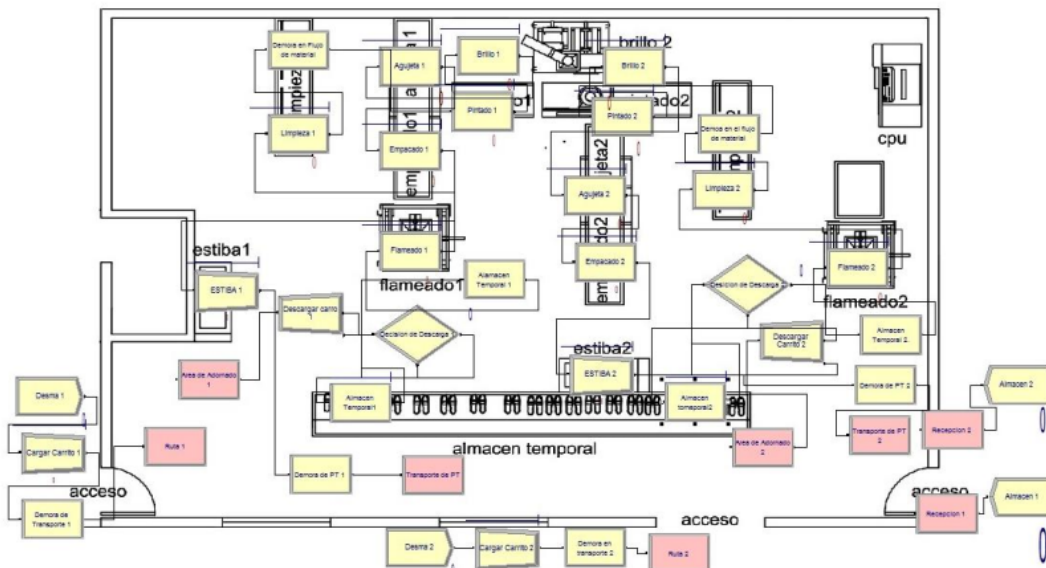 Demora en Flujo
de material
Limpieza 1
Agujeta 1
Brillo 1
Pintado 1
Empacado 1
brillo 2
Brillo 2
Pintado 2
Demora en el flujo
de material
cpu
Agujeta 2
Limpieza 2
Flameado 1
flameado1
Empacado 2
Flameado 2
flameado2
estiba1
ESTIBA 1
Descargar carro
1
Alamacen
Temporal 1
Decision de Descarga
Desicion de Descarga 2
Descargar
Carrito 2
Almacen
Temporal 2
estiba2
ESTIBA 2
Area de Adornado
1
Almacen
Temporal1
Almacen
temporal2
Demora de PT 2
Almacen 2
Desma 1
Cargar Carrito 1
Ruta 1
almacen temporal
Area de Adornado
2
Transporte de PT
2
Recepcion 2
Demora de PT 1
Transporte de PT
acceso
Demora de
Transporte 1
acceso
Recepcion 1
Almacen 1
acceso
Desma 2
Cargar Carrito 2
Demora en
transporte 2
Ruta 2